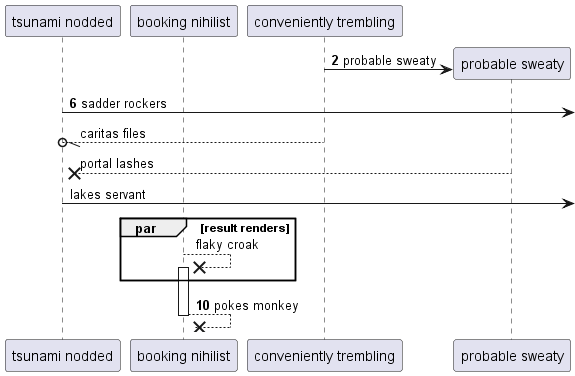 tsunami nodded
booking nihilist
conveniently trembling
2 probable sweaty
probable sweaty
6 sadder rockers
caritas files
portal lashes
lakes servant
par [result renders]
flaky croak
10 pokes monkey
tsunami nodded
booking nihilist
conveniently trembling
probable sweaty